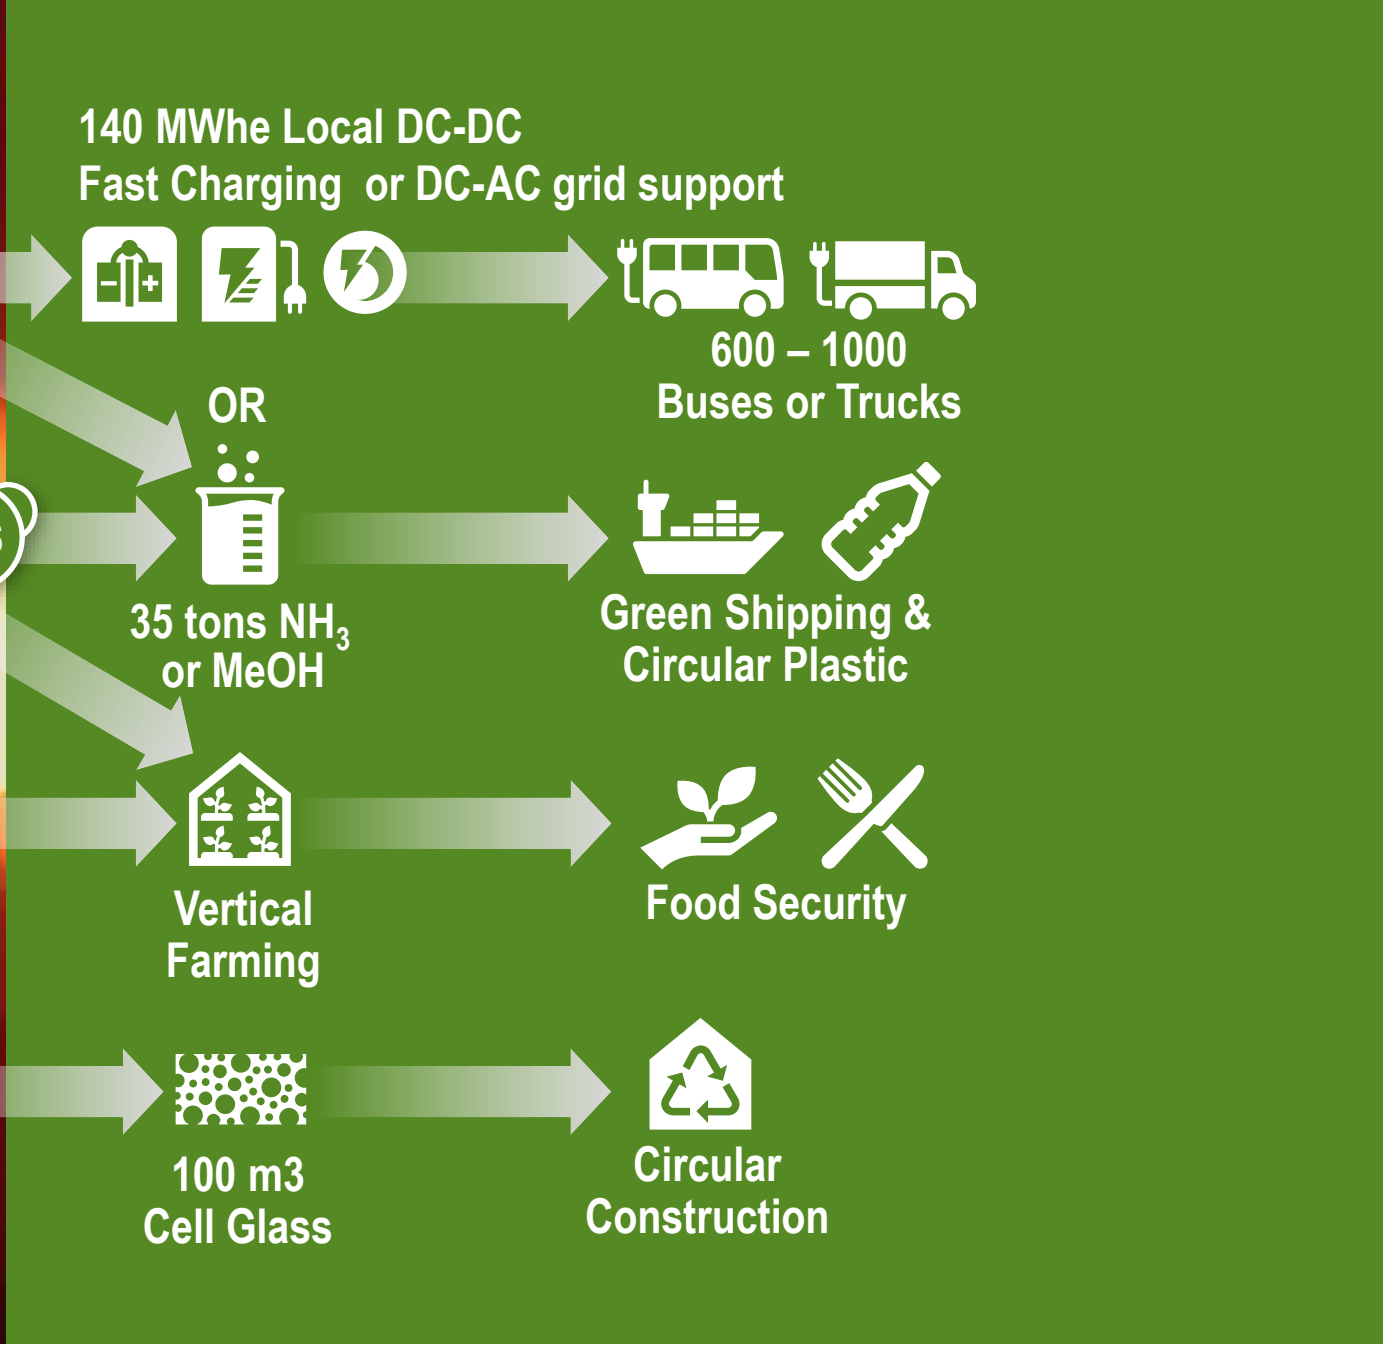 140 MWhe Local DC-DC
Fast Charging or DC-AC grid support
600 – 1000
Buses or Trucks
OR
35 tons NH₃
or MeOH
Green Shipping &
Circular Plastic
Vertical
Farming
Food Security
100 m3
Cell Glass
Circular
Construction